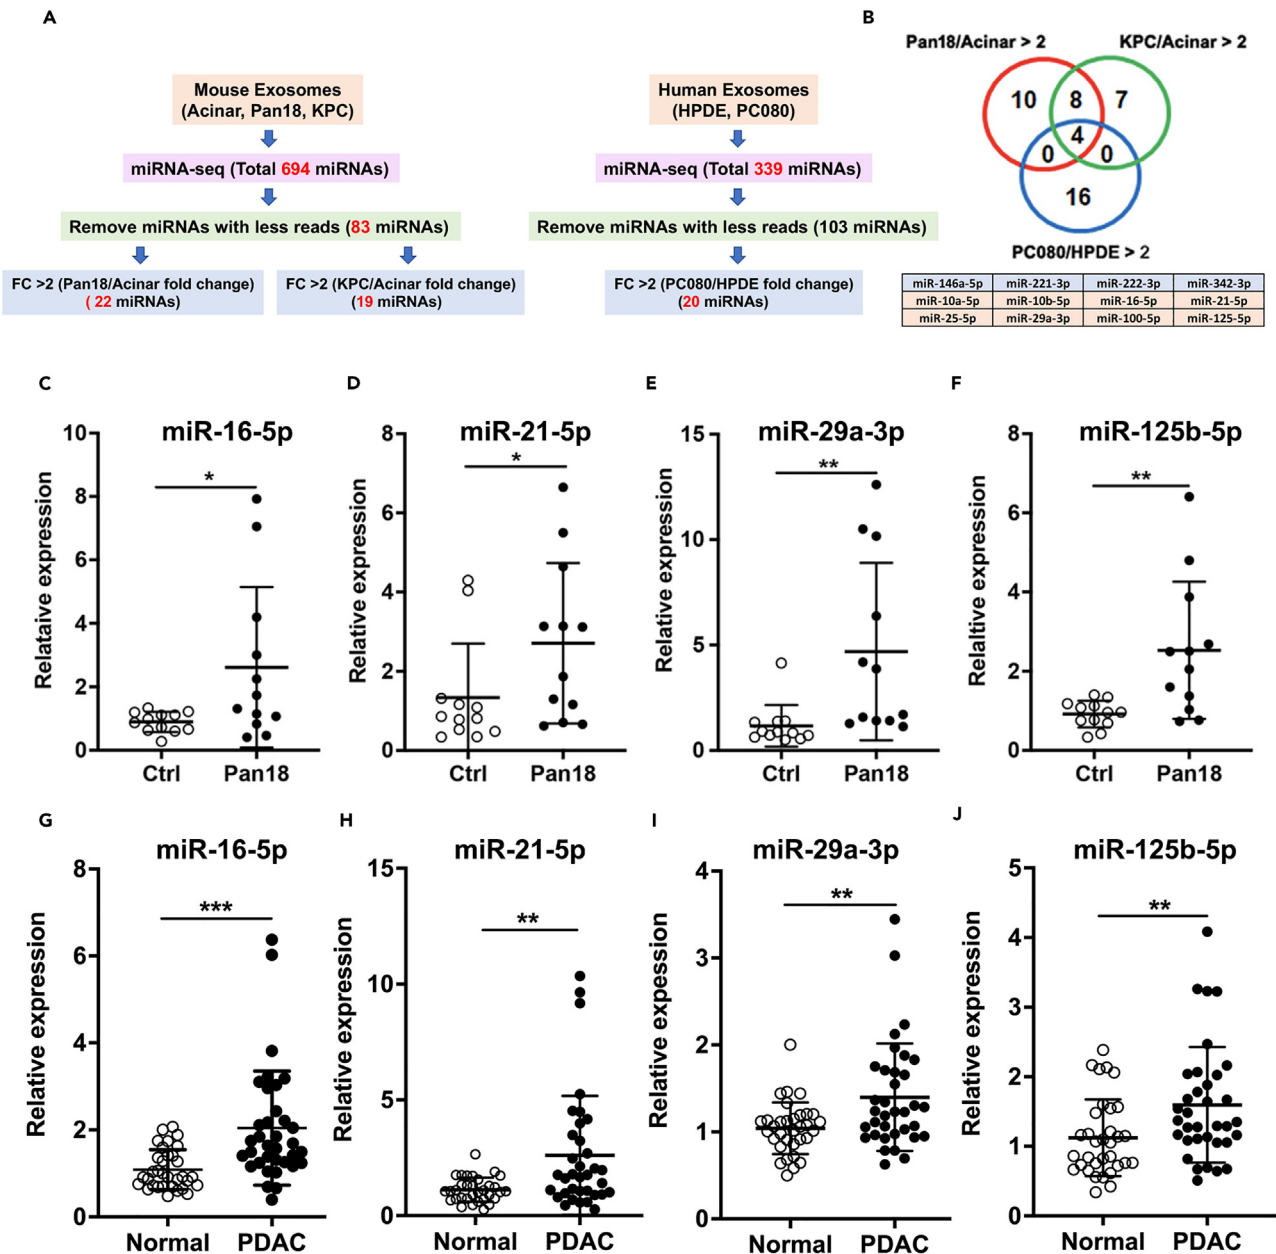 A
Mouse Exosomes
(Acinar, Pan18, KPC)
miRNA-seq (Total 694 miRNAs)
Remove miRNAs with less reads (83 miRNAs)
FC >2 (Pan18/Acinar fold change)
( 22 miRNAs)
FC >2 (KPC/Acinar fold change)
(19 miRNAs)
Human Exosomes
(HPDE, PC080)
miRNA-seq (Total 339 miRNAs)
Remove miRNAs with less reads (103 miRNAs)
FC >2 (PC080/HPDE fold change)
(20 miRNAs)
B
Pan18/Acinar > 2
KPC/Acinar > 2
10 8 7
4
0 0
16
PC080/HPDE > 2
miR-146a-5p miR-221-3p miR-222-3p miR-342-3p
miR-10a-5p miR-10b-5p miR-16-5p miR-21-5p
miR-25-5p miR-29a-3p miR-100-5p miR-125-5p
C
miR-16-5p
*
Relataive expression
10
8
6
4
2
0
Ctrl Pan18
D
miR-21-5p
*
Relative expression
8
6
4
2
0
Ctrl Pan18
E
miR-29a-3p
**
Relative expression
15
10
5
0
Ctrl Pan18
F
miR-125b-5p
**
Relaltive expression
8
6
4
2
0
Ctrl Pan18
G
miR-16-5p
***
Relative expression
8
6
4
2
0
Normal PDAC
H
miR-21-5p
**
Relative expression
15
10
5
0
Normal PDAC
I
miR-29a-3p
**
Relative expession
4
3
2
1
0
Normal PDAC
J
miR-125b-5p
**
Relative expression
5
4
3
2
1
0
Normal PDAC